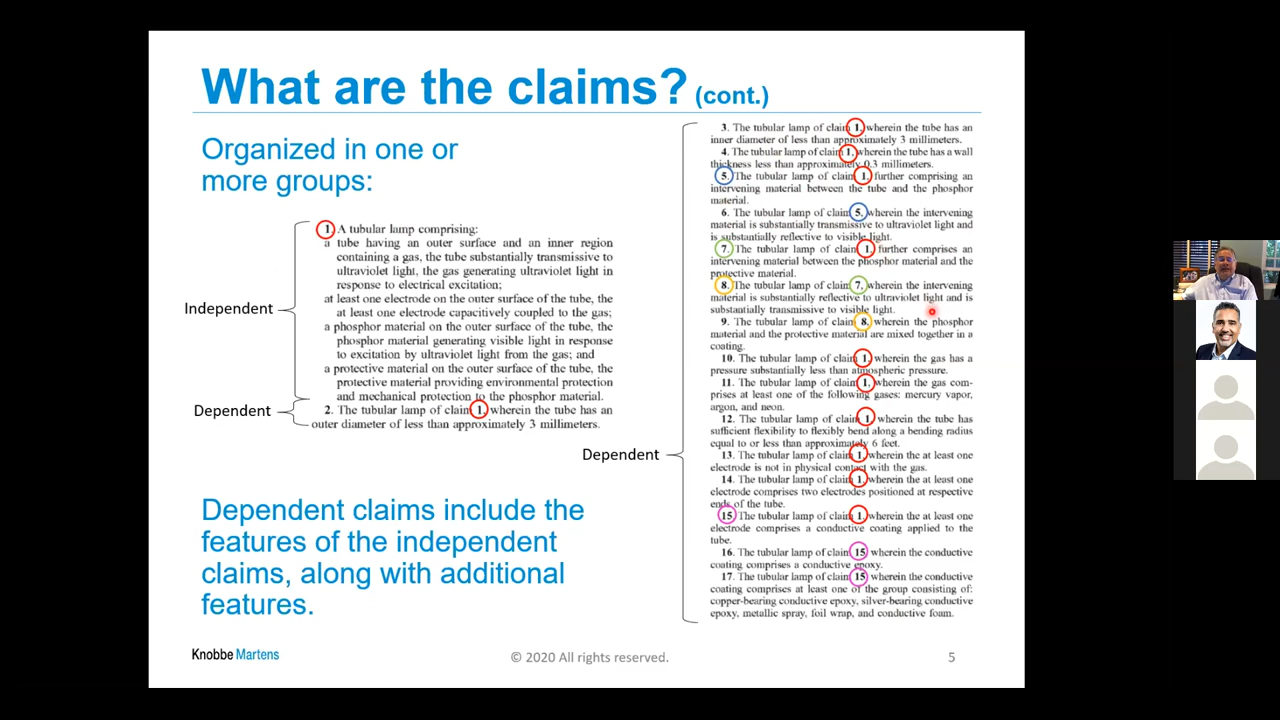 What are the claims? (cont.)
Organized in one or
more groups:
Independent
1. A tubular lamp comprising:
a tube having an outer surface and an inner region
containing a gas, the tube substantially transmissive to
ultraviolet light, the gas generating ultraviolet light in
response to electrical excitation;
at least one electrode on the outer surface of the tube, the
at least one electrode capacitively coupled to the gas;
a phosphor material on the outer surface of the tube, the
phosphor material generating visible light in response
to excitation by ultraviolet light from the gas; and
a protective material on the outer surface of the tube, the
protective material providing environmental protection
and mechanical protection to the phosphor material.
Dependent
2. The tubular lamp of claim 1, wherein the tube has an
outer diameter of less than approximately 3 millimeters.
Dependent claims include the
features of the independent
claims, along with additional
features.
Dependent
3. The tubular lamp of claim 1, wherein the tube has an
inner diameter of less than approximately 3 millimeters.
4. The tubular lamp of claim 1, wherein the tube has a wall
thickness less than approximately 0.3 millimeters.
5. The tubular lamp of claim 1, further comprising an
intervening material between the tube and the phosphor
material.
6. The tubular lamp of claim 5, wherein the intervening
material is substantially transmissive to ultraviolet light and
is substantially reflective to visible light.
7. The tubular lamp of claim 1, further comprises an
intervening material between the phosphor material and the
protective material.
8. The tubular lamp of claim 7, wherein the intervening
material is substantially reflective to ultraviolet light and is
substantially transmissive to visible light.
9. The tubular lamp of claim 8, wherein the phosphor
material and the protective material are mixed together in a
coating.
10. The tubular lamp of claim 1, wherein the gas has a
pressure substantially less than atmospheric pressure.
11. The tubular lamp of claim 1, wherein the gas com-
prises at least one of the following gases: mercury vapor,
argon, and neon.
12. The tubular lamp of claim 1, wherein the tube has
sufficient flexibility to flexibly bend along a bending radius
equal to or less than approximately 6 feet.
13. The tubular lamp of claim 1, wherein the at least one
electrode is not in physical contact with the gas.
14. The tubular lamp of claim 1, wherein the at least one
electrode comprises two electrodes positioned at respective
ends of the tube.
15. The tubular lamp of claim 1, wherein the at least one
electrode comprises a conductive coating applied to the
tube.
16. The tubular lamp of claim 15 wherein the conductive
coating comprises a conductive epoxy.
17. The tubular lamp of claim 15 wherein the conductive
coating comprises at least one of the group consisting of:
copper-bearing conductive epoxy, silver-bearing conductive
epoxy, metallic spray, foil wrap, and conductive foam.
Knobbe Martens
© 2020 All rights reserved.
5